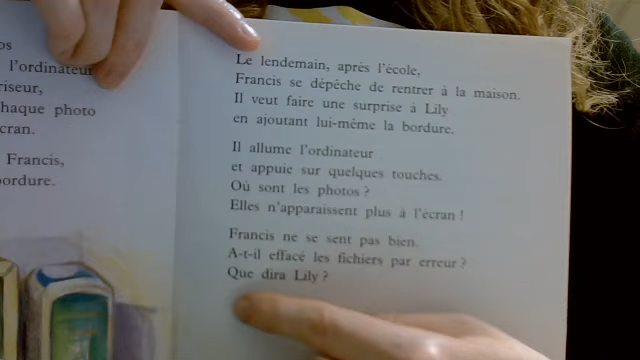 l'ordinateur
haque photo
cran.
Francis,
Le lendemain, après l'école,
Francis se dépêche de rentrer à la maison.
Il veut faire une surprise à Lily
en ajoutant lui-même la bordure.
Il allume l'ordinateur
et appuie sur quelques touches.
Où sont les photos ?
Elles n'apparaissent plus à l'écran !
Francis ne se sent pas bien.
A-t-il effacé les fichiers par erreur ?
Que dira Lily ?